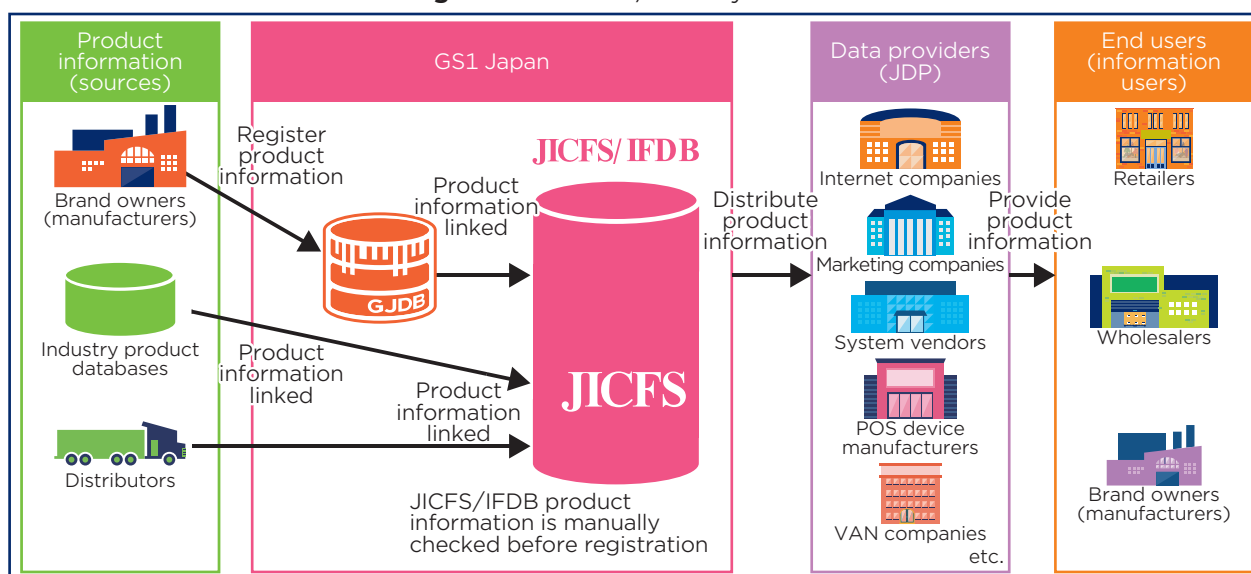 Product
information
(sources)
Brand owners
(manufacturers)
Industry product
databases
Distributors
GS1 Japan
Register
product
information
GJDB
Product
information
linked
Product
information
linked
Product
information
linked
JICFS/IFDB
JICFS
JICFS/IFDB product
information is manually
checked before registration
Distribute
product
information
Data providers
(JDP)
Internet companies
Marketing companies
System vendors
POS device
manufacturers
VAN companies
etc.
Provide
product
information
End users
(information
users)
Retailers
Wholesalers
Brand owners
(manufacturers)